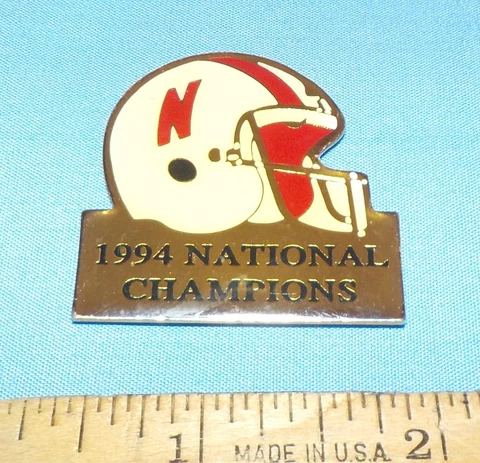 N
1994 NATIONAL
CHAMPIONS
1 MADE IN U.S.A. 2